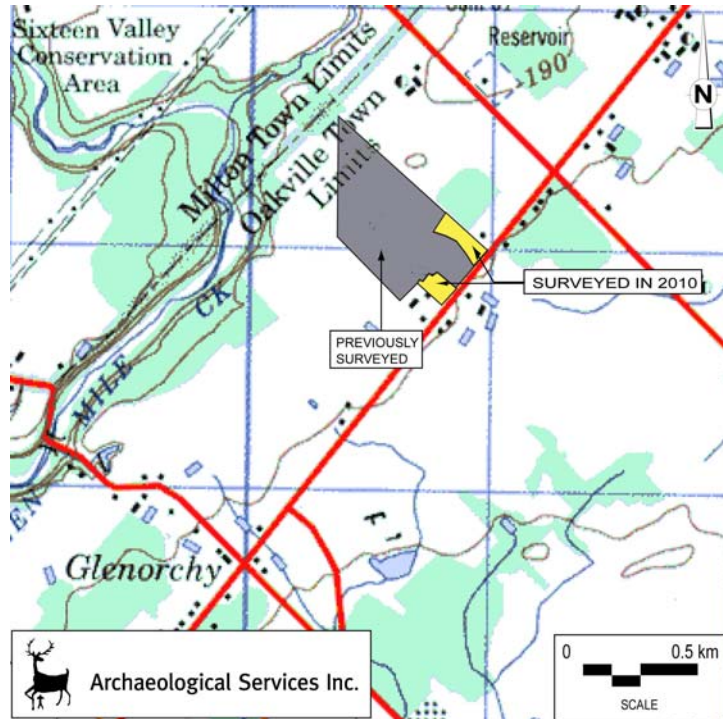 Sixteen Valley
Conservation
Area
Milton Town Limits
Oakville Town
Limits
Reservoir
190
N
SURVEYED IN 2010
PREVIOUSLY
SURVEYED
MILE
CK
EN
Glenorchy
Archaeological Services Inc.
0 0.5 km
SCALE